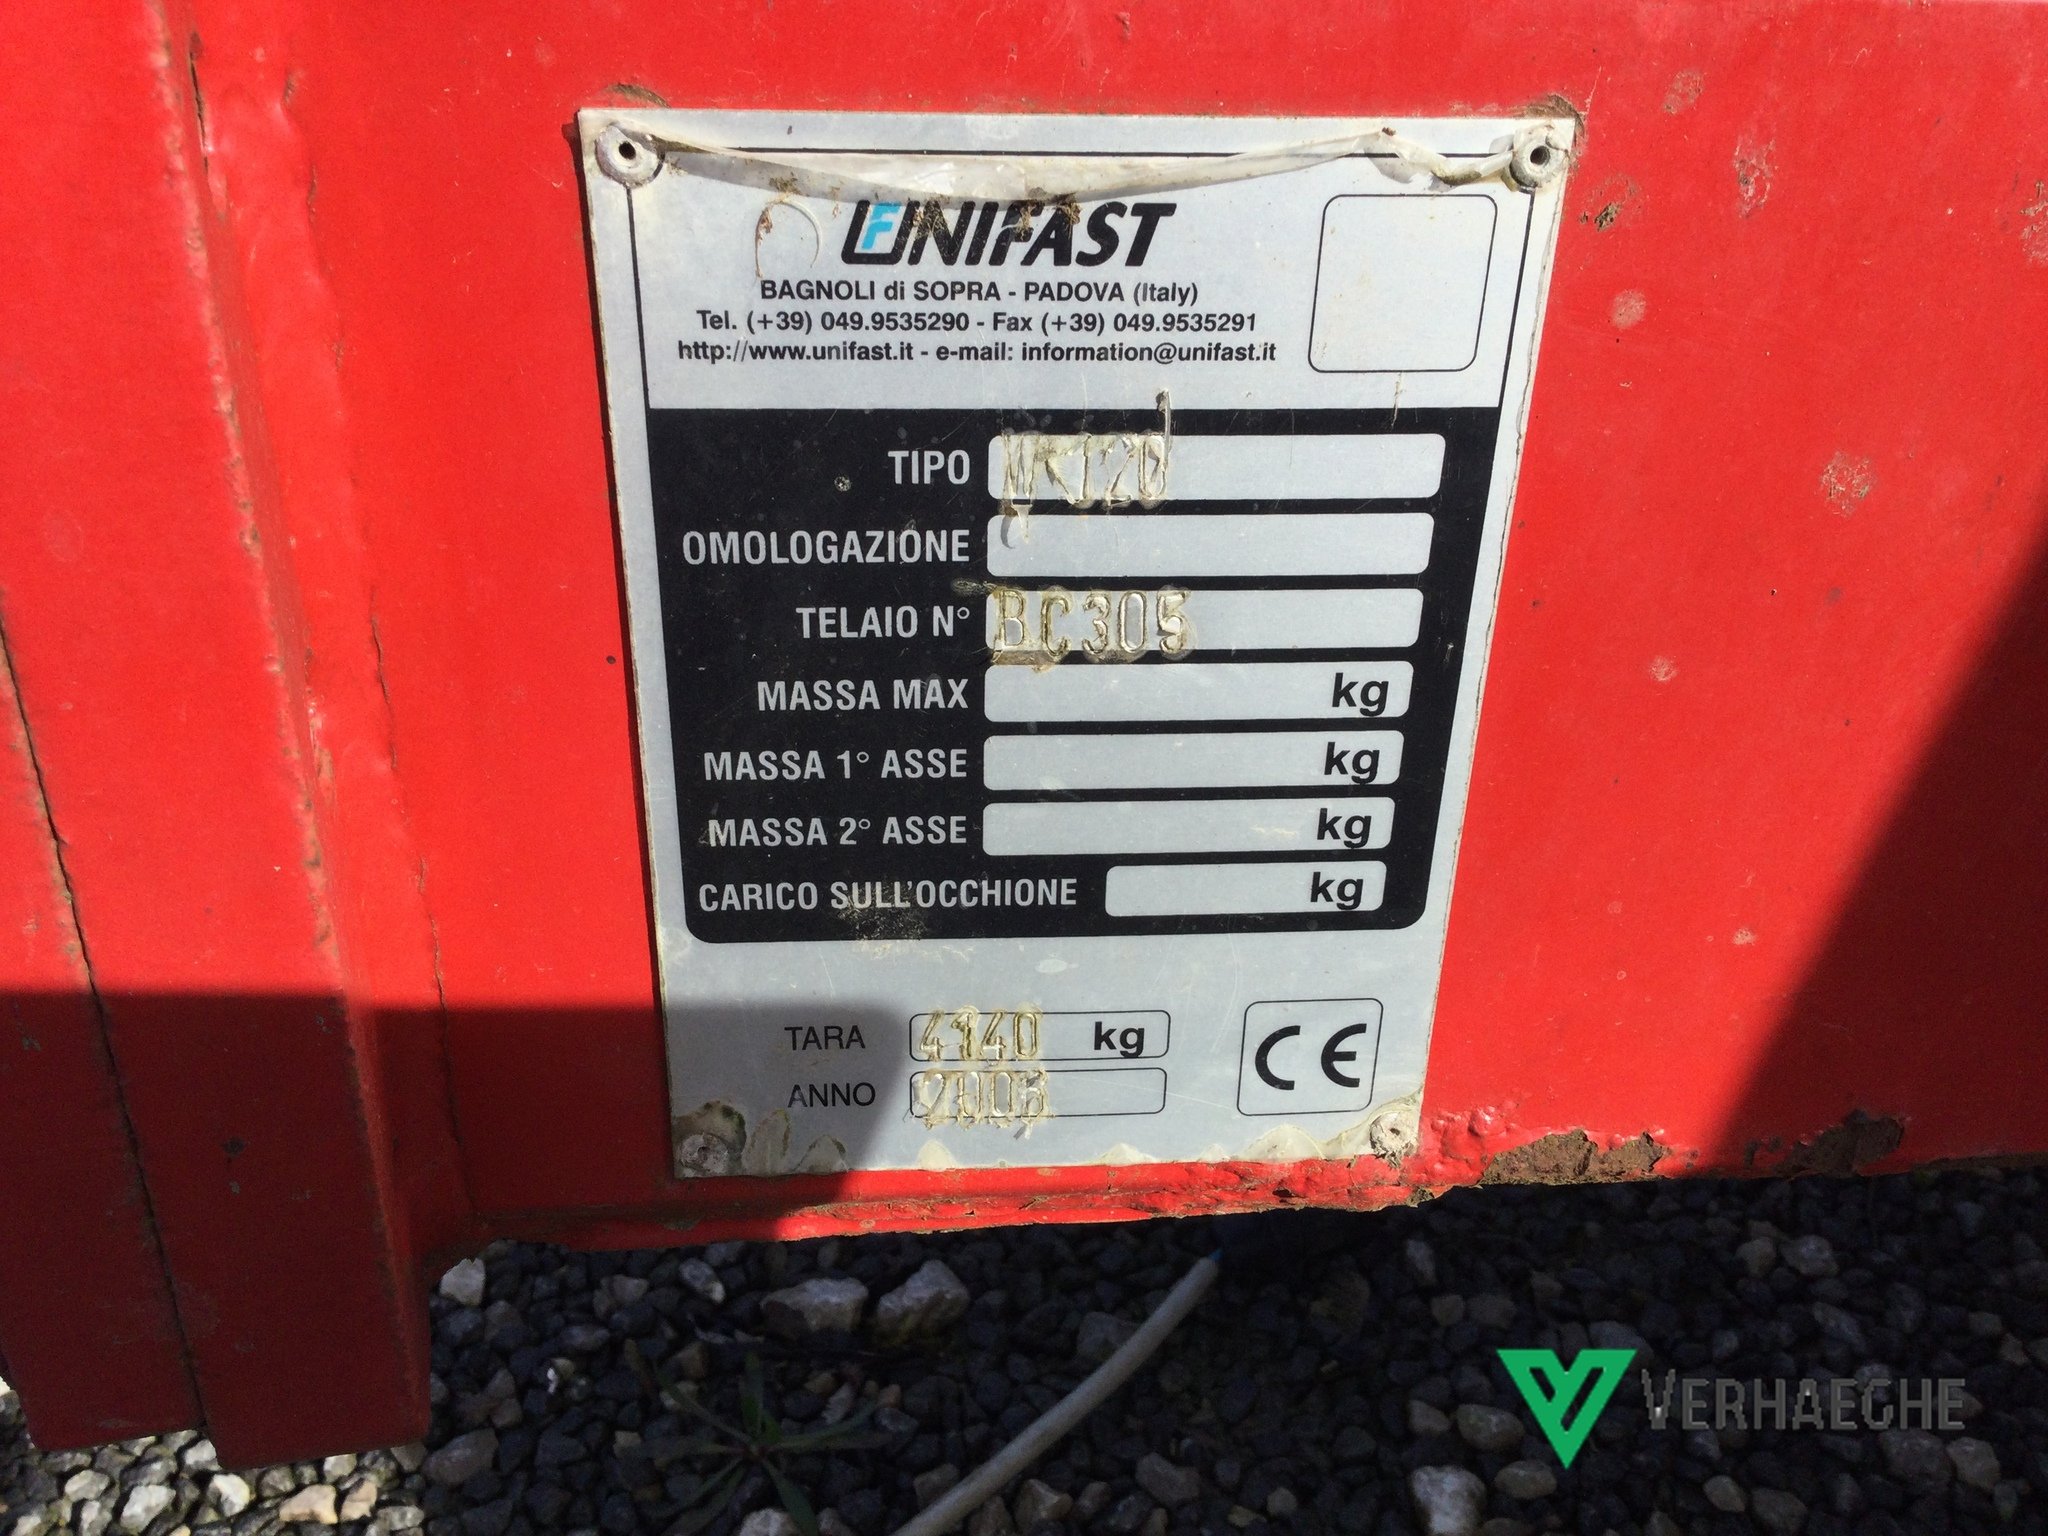 UNIFAST
BAGNOLI di SOPRA - PADOVA (Italy)
Tel. (+39) 049.9535290 - Fax (+39) 049.9535291
http://www.unifast.it - e-mail: information@unifast.it
TIPO MK120
OMOLOGAZIONE
TELAIO N° BC305
MASSA MAX kg
MASSA 1° ASSE kg
MASSA 2° ASSE kg
CARICO SULL'OCCHIONE kg
TARA 4140 kg
ANNO
CE
VERHAEGHE